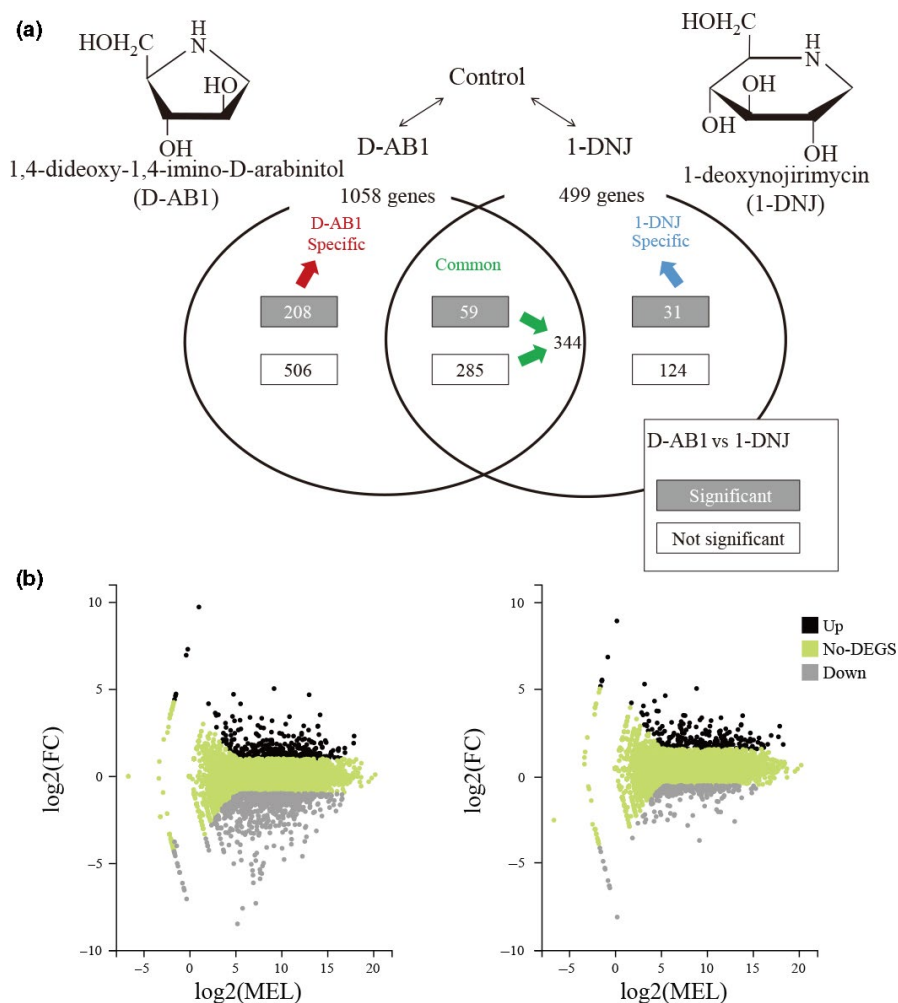 (a)
HOH₂C
H
N
HO
OH
1,4-dideoxy-1,4-imino-D-arabinitol
(D-AB1)
Control
D-AB1
1-DNJ
HOH₂C
H
N
OH
OH
OH
1-deoxynojirimycin
(1-DNJ)
1058 genes
499 genes
D-AB1
Specific
Common
1-DNJ
Specific
208
59
31
344
506
285
124
D-AB1 vs 1-DNJ
Significant
Not significant
(b)
log2(FC)
10
5
0
–5
–10
–5
0
5
10
15
20
log2(MEL)
log2(FC)
10
5
0
–5
–10
–5
0
5
10
15
20
log2(MEL)
Up
No-DEGS
Down